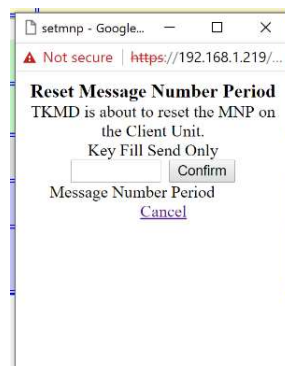 setmnp - Google...
Not secure | https://192.168.1.219/...
Reset Message Number Period
TKMD is about to reset the MNP on
the Client Unit.
Key Fill Send Only
Confirm
Message Number Period
Cancel